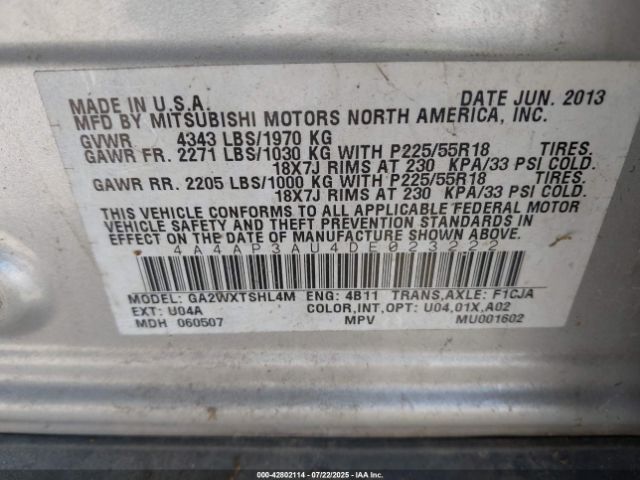 MADE IN U.S.A. DATE JUN. 2013
MFD BY MITSUBISHI MOTORS NORTH AMERICA, INC.
GVWR 4343 LBS/1970 KG
GAWR FR. 2271 LBS/1030 KG WITH P225/55R18 TIRES.
18X7J RIMS AT 230 KPA/33 PSI COLD.
GAWR RR. 2205 LBS/1000 KG WITH P225/55R18 TIRES.
18X7J RIMS AT 230 KPA/33 PSI COLD.
THIS VEHICLE CONFORMS TO ALL APPLICABLE FEDERAL MOTOR
VEHICLE SAFETY AND THEFT PREVENTION STANDARDS IN
EFFECT ON THE DATE OF MANUFACTURE SHOWN ABOVE.
4A4AP3AU4DE023222
MODEL: GA2WXTSHL4M ENG: 4B11 TRANS,AXLE: F1CJA
EXT: U04A COLOR,INT,OPT: U04,01X,A02
MDH 060507 MPV MU001602
000-42802114 - 07/22/2025 - IAAI